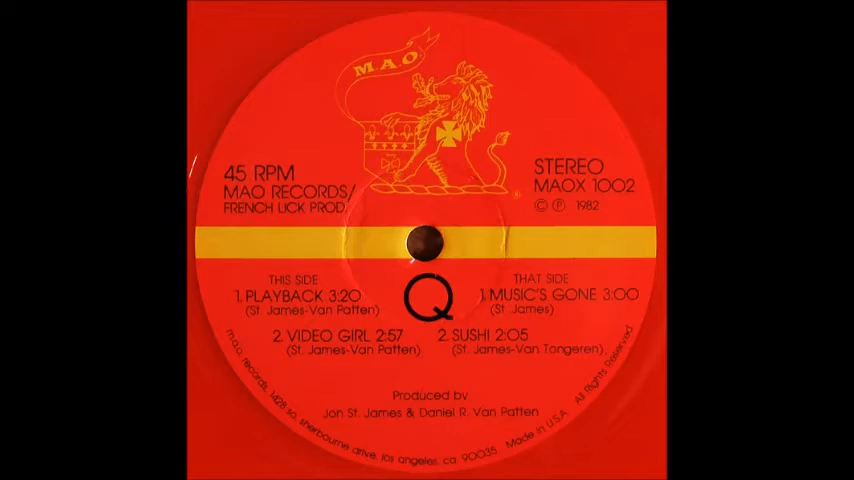 M.A.O.
45 RPM
MAO RECORDS/
FRENCH LICK PROD.
STEREO
MAOX 1002
© ℗ 1982
THIS SIDE
1. PLAYBACK 3:20
(St. James-Van Patten)
2. VIDEO GIRL 2:57
(St. James-Van Patten)
Q
THAT SIDE
1. MUSIC'S GONE 3:00
(St. James)
2. SUSHI 2:05
(St. James-Van Tongeren)
Produced by
Jon St. James & Daniel R. Van Patten
m.a.o. records, 1428 so. sherbourne drive, los angeles, ca. 90035 Made in U.S.A. All Rights Reserved